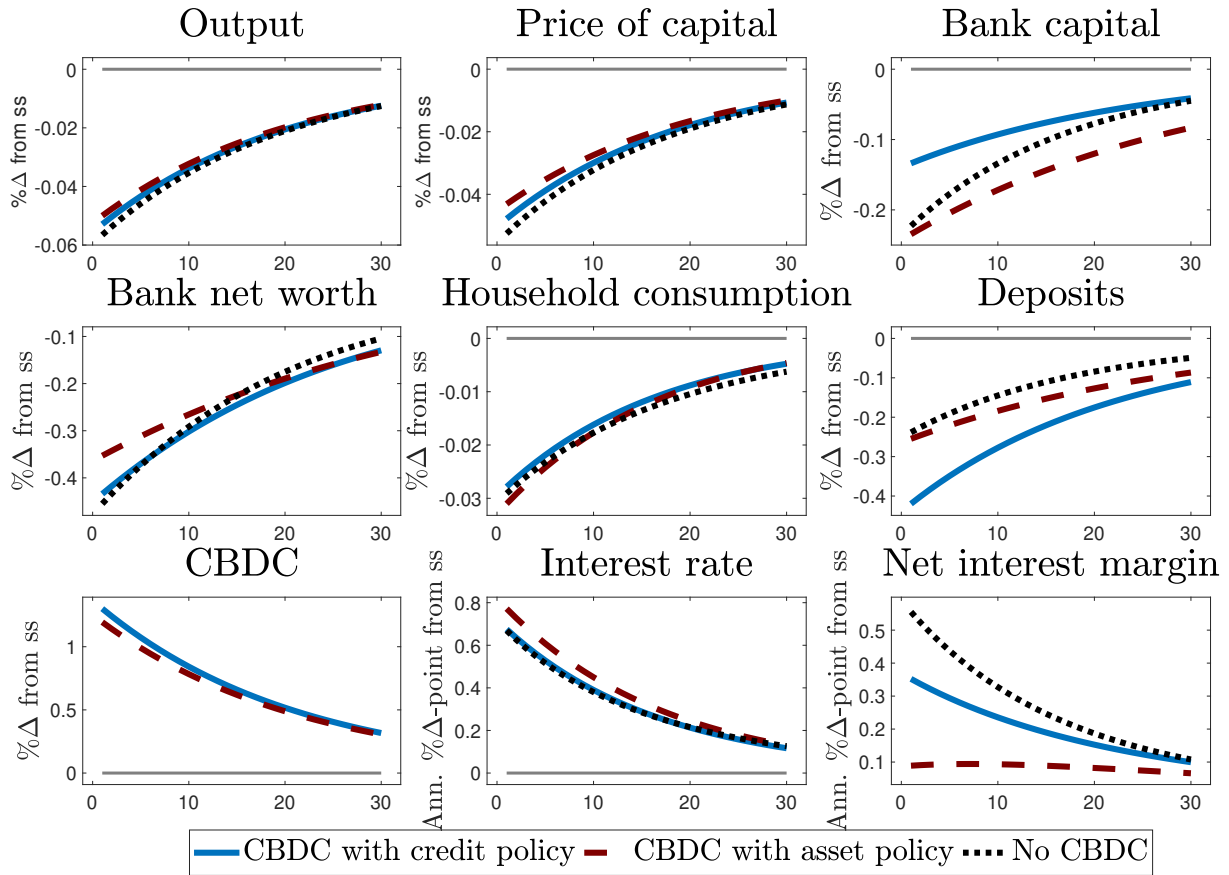 Output
Price of capital
Bank capital
%Δ from ss
0
-0.02
-0.04
-0.06
0 10 20 30
%Δ from ss
0
-0.02
-0.04
0 10 20 30
%Δ from ss
0
-0.1
-0.2
0 10 20 30
Bank net worth
Household consumption
Deposits
%Δ from ss
-0.1
-0.2
-0.3
-0.4
0 10 20 30
%Δ from ss
0
-0.01
-0.02
-0.03
0 10 20 30
%Δ from ss
0
-0.1
-0.2
-0.3
-0.4
0 10 20 30
CBDC
Interest rate
Net interest margin
%Δ from ss
1
0.5
0
0 10 20 30
Ann. %Δ-point from ss
0.8
0.6
0.4
0.2
0
0 10 20 30
Ann. %Δ-point from ss
0.5
0.4
0.3
0.2
0.1
0 10 20 30
CBDC with credit policy CBDC with asset policy No CBDC